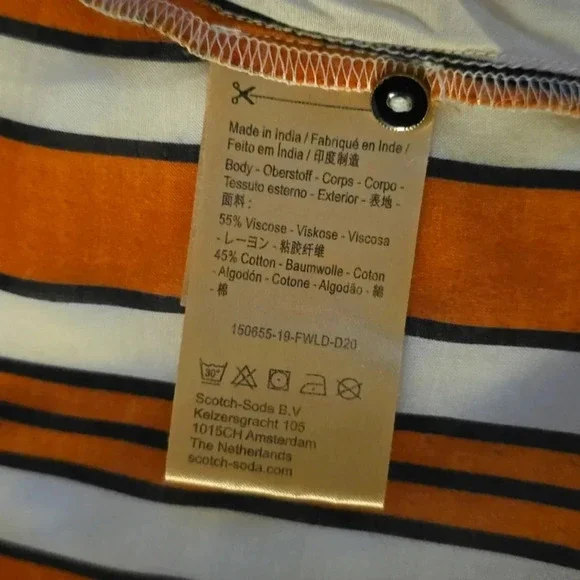 Made in India / Fabriqué en Inde /
Feito em Índia / 印度制造
Body - Oberstoff - Corps - Corpo -
Tessuto esterno - Exterior - 表地 -
面料 :
55% Viscose - Viskose - Viscosa
- レーヨン - 粘胶纤维
45% Cotton - Baumwolle - Coton
- Algodón - Cotone - Algodão - 綿
- 棉
150655-19-FWLD-D20
30°
Scotch-Soda B.V
Keizersgracht 105
1015CH Amsterdam
The Netherlands
scotch-soda.com